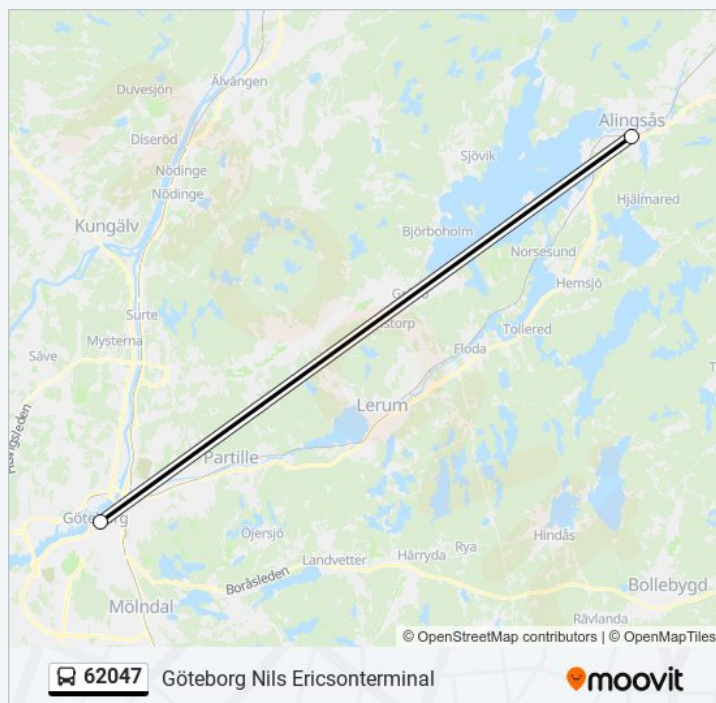 Duvesjön
Älvängen
Alingsås
Diseröd
Sjövik
Nödinge
Nödinge
Hjälmared
Kungälv
Björboholm
Norsesund
Hemsjö
Surte
Tollered
Mysterna
Säve
Floda
Lerum
Partille
Göteborg
Öjersjö
Hindås
Rya
Härryda
Landvetter
Boråsleden
Bollebygd
Mölndal
Rävlanda
© OpenStreetMap contributors | © OpenMapTiles
62047 Göteborg Nils Ericsonterminal
moovit